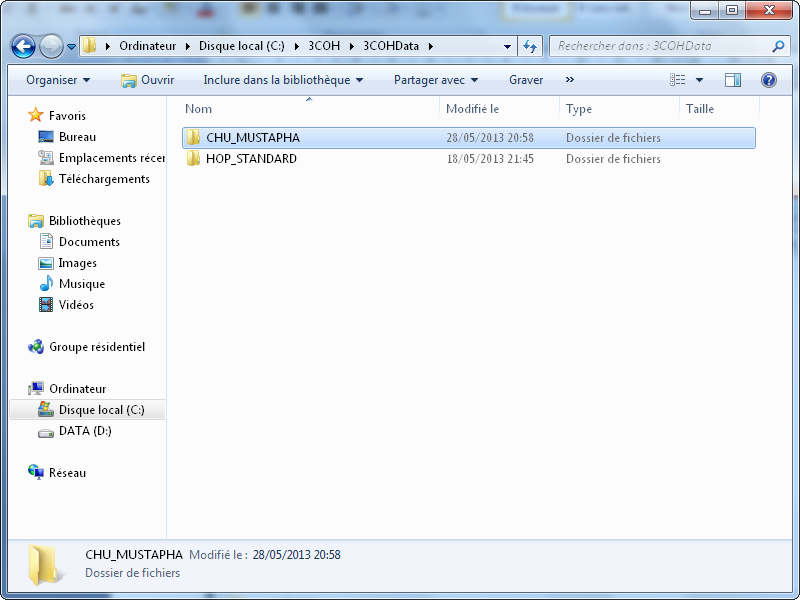 Ordinateur Disque local (C:) 3COH 3COHData Rechercher dans : 3COHData
Organiser Ouvrir Inclure dans la bibliothèque Partager avec Graver »
Nom Modifié le Type Taille
CHU_MUSTAPHA 28/05/2013 20:58 Dossier de fichiers
HOP_STANDARD 18/05/2013 21:45 Dossier de fichiers
Favoris
Bureau
Emplacements récer
Téléchargements
Bibliothèques
Documents
Images
Musique
Vidéos
Groupe résidentiel
Ordinateur
Disque local (C:)
DATA (D:)
Réseau
CHU_MUSTAPHA Modifié le : 28/05/2013 20:58
Dossier de fichiers